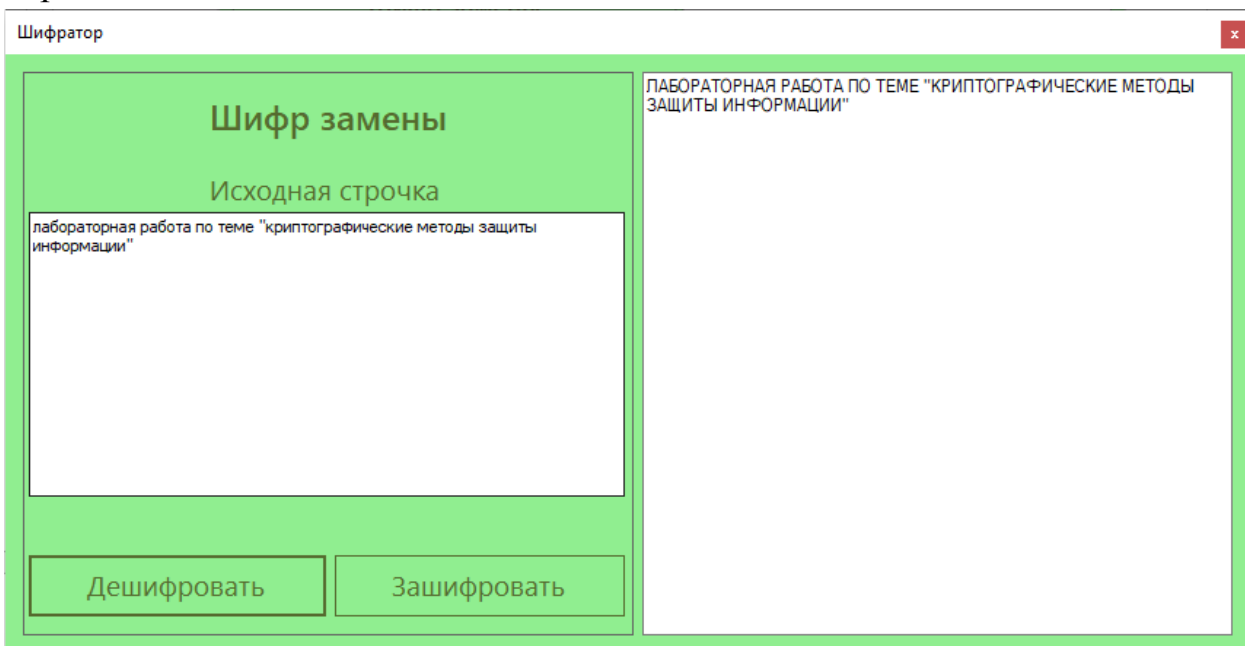 Шифратор
x
Шифр замены
Исходная строчка
лабораторная работа по теме "криптографические методы защиты
информации"
Дешифровать
Зашифровать
ЛАБОРАТОРНАЯ РАБОТА ПО ТЕМЕ "КРИПТОГРАФИЧЕСКИЕ МЕТОДЫ
ЗАЩИТЫ ИНФОРМАЦИИ"